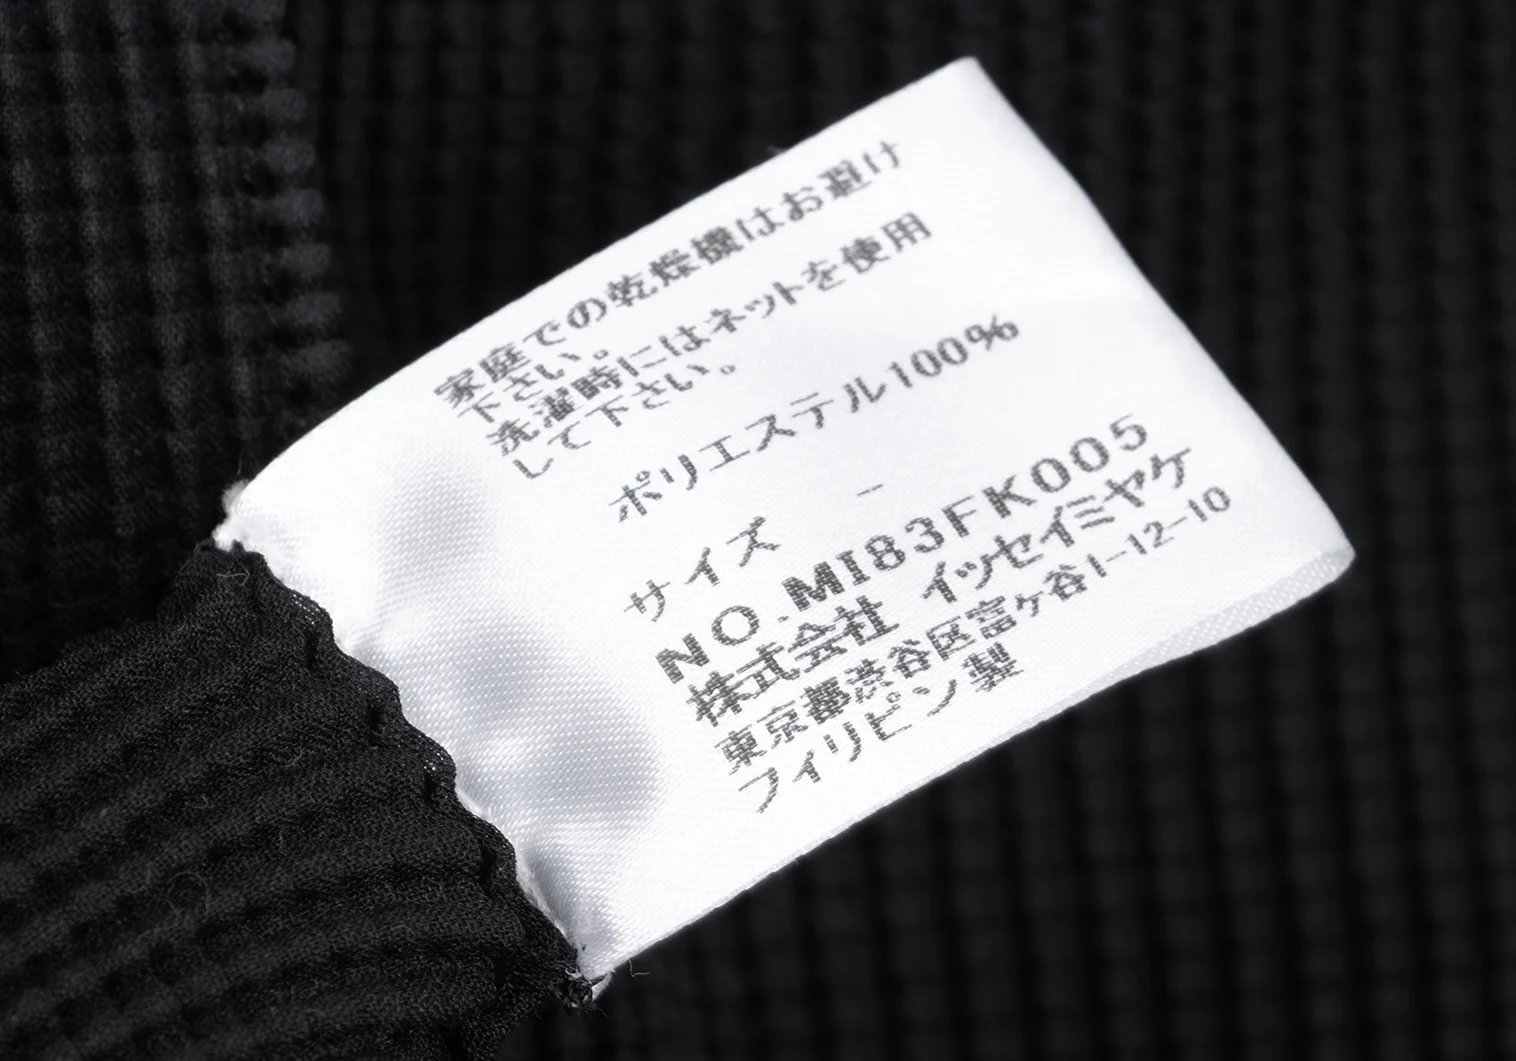 家庭での乾燥機はお避け
下さい。
洗濯時にはネットを使用
して下さい。
ポリエステル100%
サイズ -
NO.MI83FK005
株式会社 イッセイミヤケ
東京都渋谷区富ヶ谷1-12-10
フィリピン製